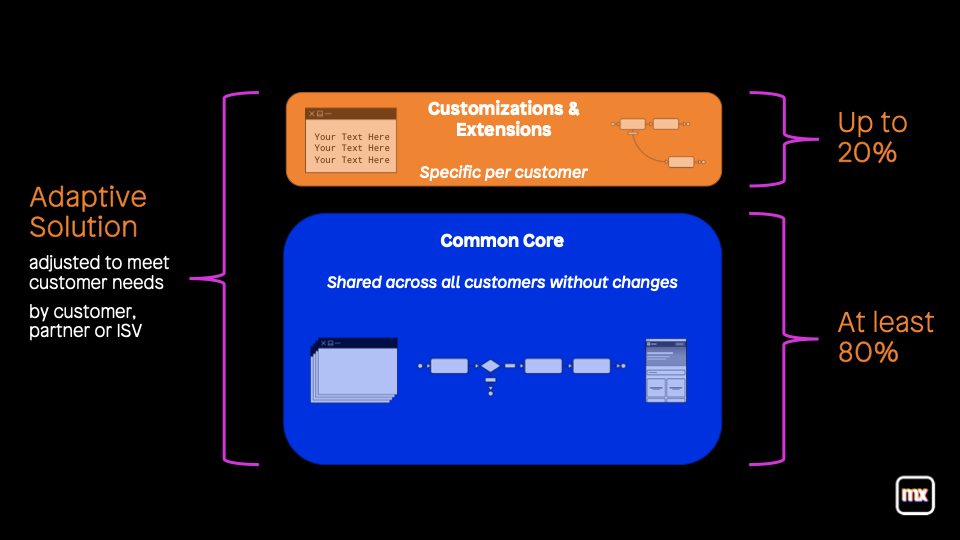 Adaptive
Solution
adjusted to meet
customer needs
by customer,
partner or ISV
Customizations &
Extensions
Specific per customer
Your Text Here
Your Text Here
Your Text Here
Common Core
Shared across all customers without changes
Up to
20%
At least
80%
mx